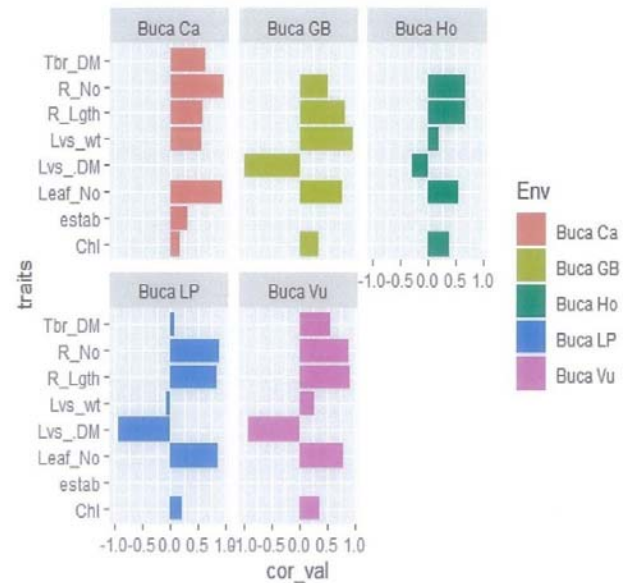 Buca Ca Buca GB Buca Ho
Tbr_DM
R_No
R_Lgth
Lvs_wt
Lvs_.DM
Leaf_No
estab
Chl
-1.0-0.5 0.0 0.5 1.0
traits
Buca LP Buca Vu
Tbr_DM
R_No
R_Lgth
Lvs_wt
Lvs_.DM
Leaf_No
estab
Chl
-1.0-0.5 0.0 0.5 1.0 1.0-0.5 0.0 0.5 1.0
cor_val
Env
Buca Ca
Buca GB
Buca Ho
Buca LP
Buca Vu